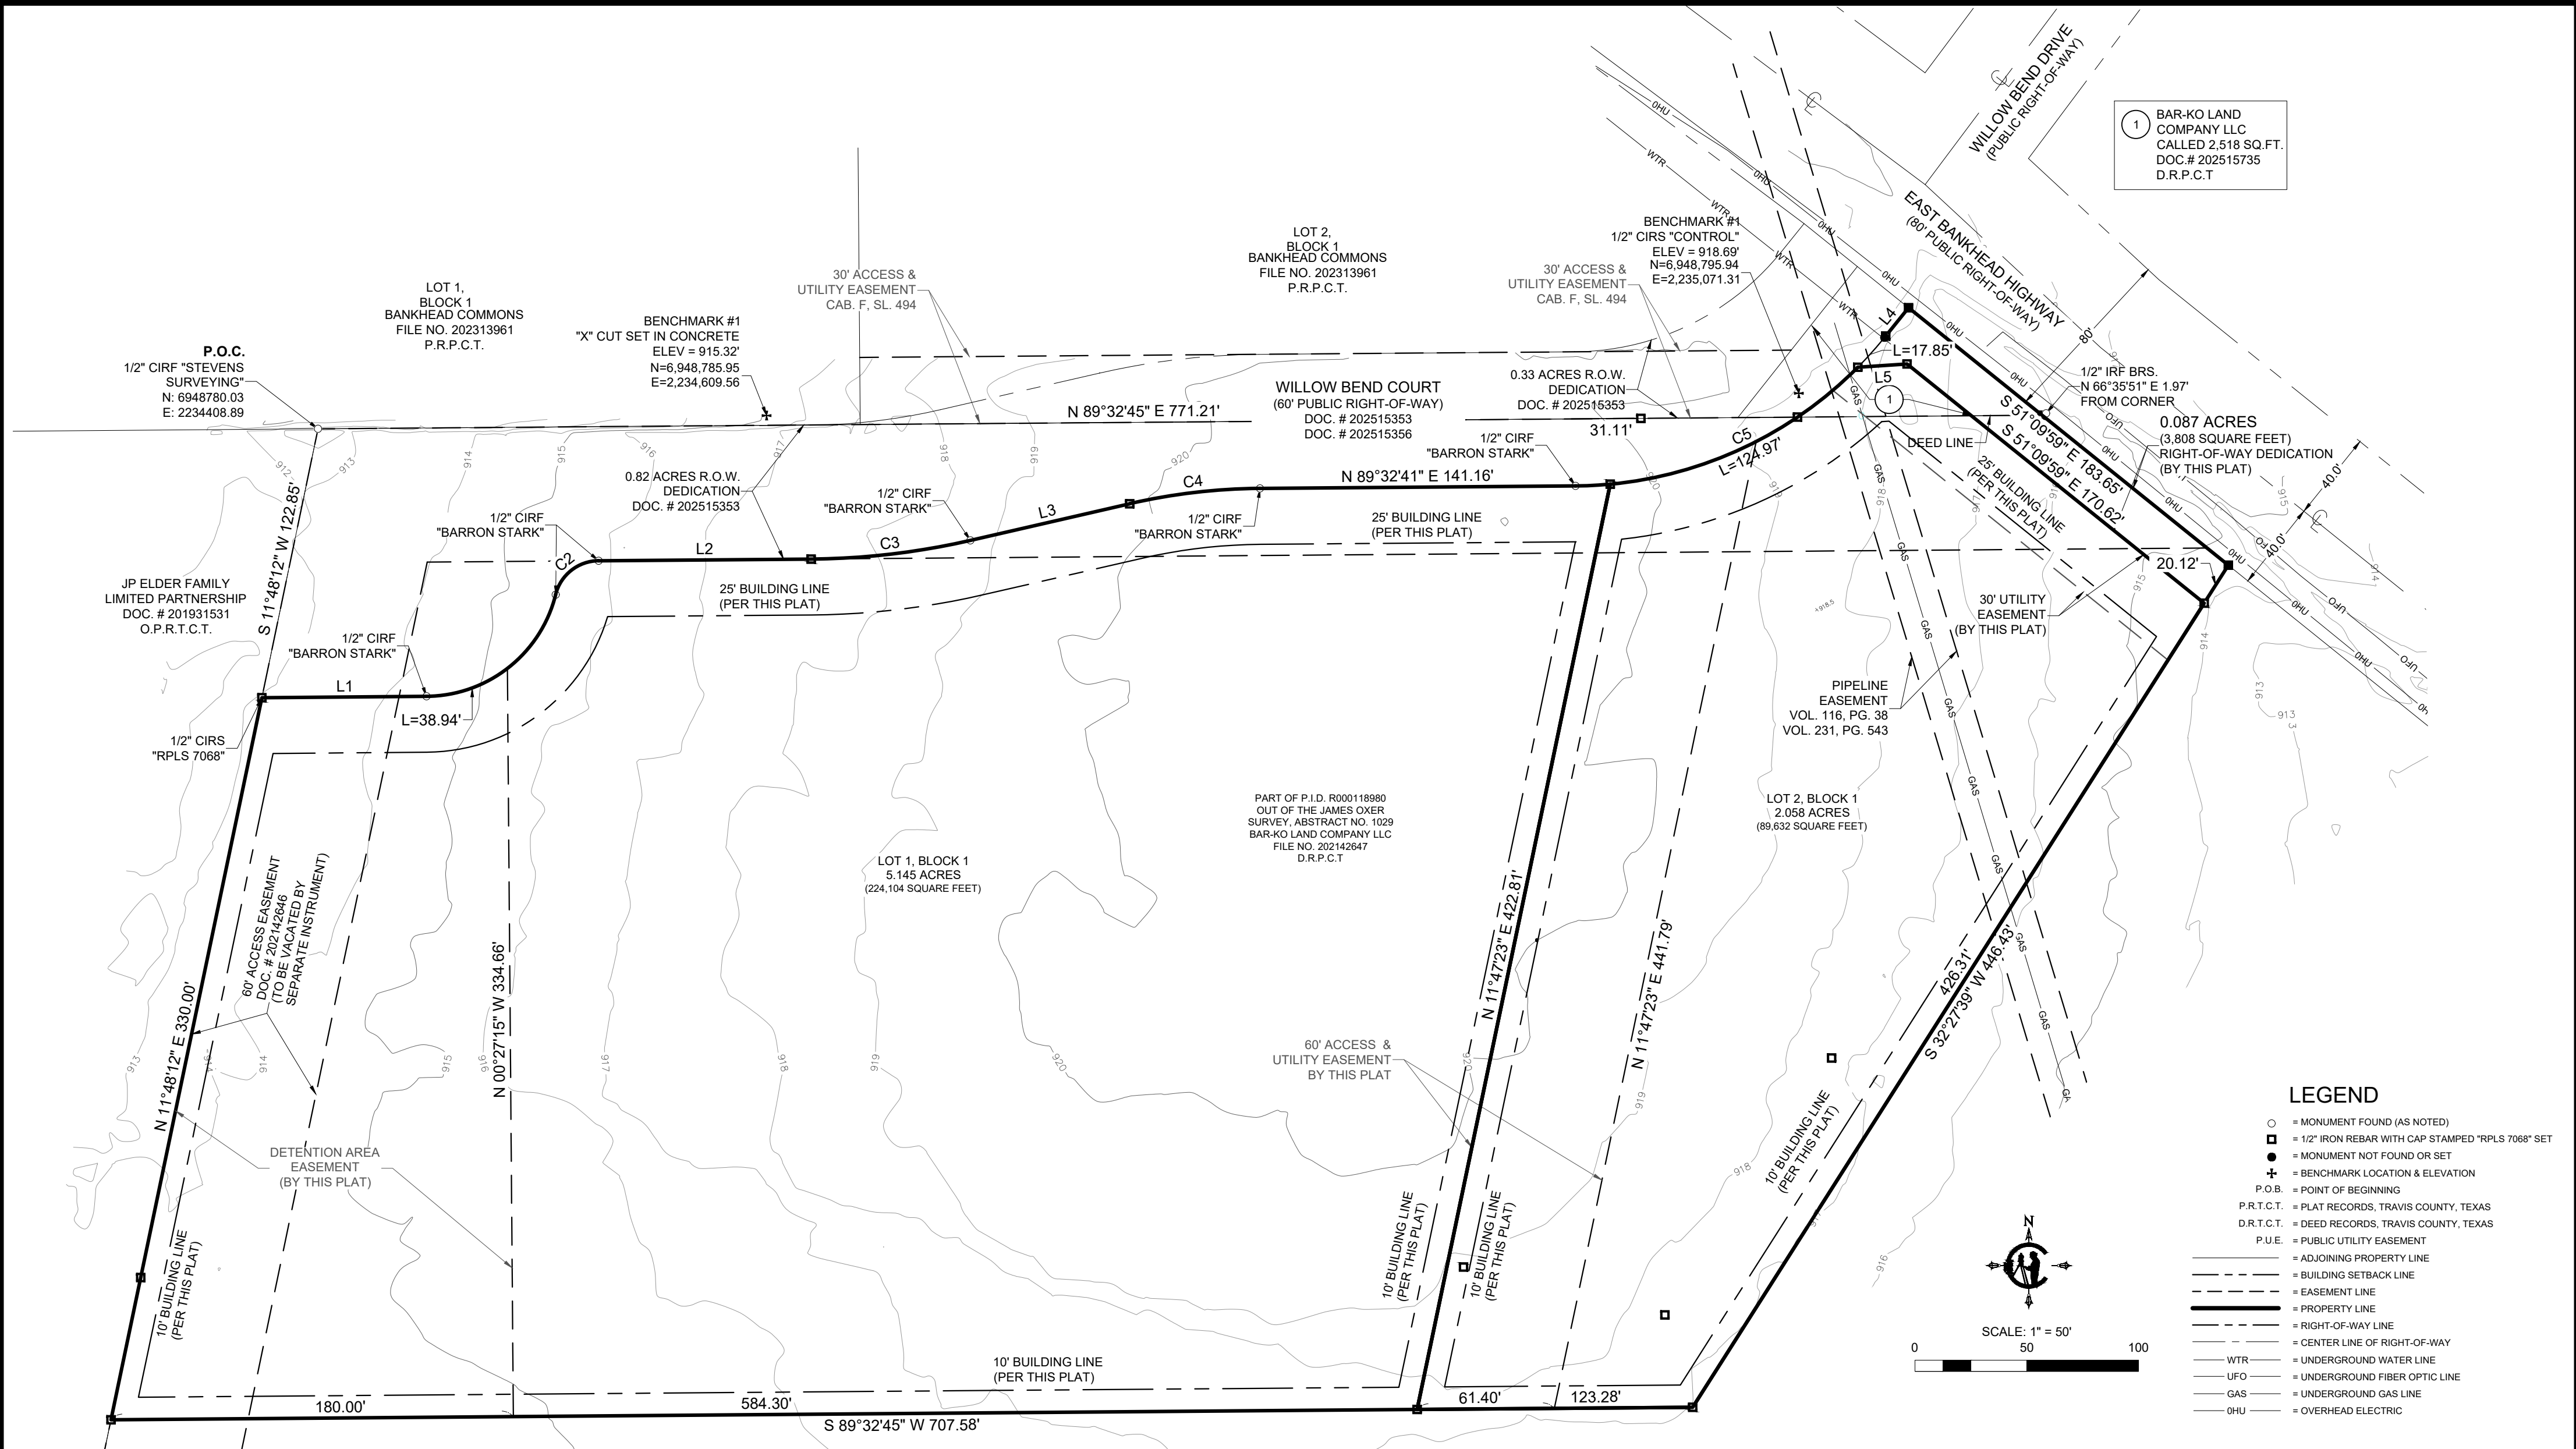 WILLOW BEND DRIVE
(PUBLIC RIGHT-OF-WAY)
1
BAR-KO LAND
COMPANY LLC
CALLED 2,518 SQ.FT.
DOC.# 202515735
D.R.P.C.T
EAST BANKHEAD HIGHWAY
(80' PUBLIC RIGHT-OF-WAY)
80'
OHU
WTR
LOT 1,
BLOCK 1
BANKHEAD COMMONS
FILE NO. 202313961
P.R.P.C.T.
LOT 2,
BLOCK 1
BANKHEAD COMMONS
FILE NO. 202313961
P.R.P.C.T.
30' ACCESS &
UTILITY EASEMENT
CAB. F, SL. 494
30' ACCESS &
UTILITY EASEMENT
CAB. F, SL. 494
BENCHMARK #1
1/2" CIRS "CONTROL"
ELEV = 918.69'
N=6,948,795.94
E=2,235,071.31
BENCHMARK #1
"X" CUT SET IN CONCRETE
ELEV = 915.32'
N=6,948,785.95
E=2,234,609.56
P.O.C.
1/2" CIRF "STEVENS
SURVEYING"
N: 6948780.03
E: 2234408.89
WILLOW BEND COURT
(60' PUBLIC RIGHT-OF-WAY)
DOC. # 202515353
DOC. # 202515356
N 89°32'45" E 771.21'
0.33 ACRES R.O.W.
DEDICATION
DOC. # 202515353
31.11'
L4
L=17.85'
L5
1
1/2" IRF BRS.
N 66°35'51" E 1.97'
FROM CORNER
0.087 ACRES
(3,808 SQUARE FEET)
RIGHT-OF-WAY DEDICATION
(BY THIS PLAT)
S 51°09'59" E 183.65'
S 51°09'59" E 170.62'
DEED LINE
25' BUILDING LINE
(PER THIS PLAT)
40.0'
40.0'
20.12'
30' UTILITY
EASEMENT
(BY THIS PLAT)
C5
L=124.97'
1/2" CIRF
"BARRON STARK"
N 89°32'41" E 141.16'
C4
1/2" CIRF
"BARRON STARK"
25' BUILDING LINE
(PER THIS PLAT)
L3
1/2" CIRF
"BARRON STARK"
C3
0.82 ACRES R.O.W.
DEDICATION
DOC. # 202515353
L2
1/2" CIRF
"BARRON STARK"
C2
25' BUILDING LINE
(PER THIS PLAT)
S 11°48'12" W 122.85'
JP ELDER FAMILY
LIMITED PARTNERSHIP
DOC. # 201931531
O.P.R.T.C.T.
1/2" CIRF
"BARRON STARK"
L1
L=38.94'
1/2" CIRS
"RPLS 7068"
912
913
914
915
916
917
918
919
920
GAS
UFO
PIPELINE
EASEMENT
VOL. 116, PG. 38
VOL. 231, PG. 543
PART OF P.I.D. R000118980
OUT OF THE JAMES OXER
SURVEY, ABSTRACT NO. 1029
BAR-KO LAND COMPANY LLC
FILE NO. 202142647
D.R.P.C.T
LOT 2, BLOCK 1
2.058 ACRES
(89,632 SQUARE FEET)
LOT 1, BLOCK 1
5.145 ACRES
(224,104 SQUARE FEET)
60' ACCESS EASEMENT
DOC. # 202142646
(TO BE VACATED BY
SEPARATE INSTRUMENT)
N 11°48'12" E 330.00'
N 00°27'15" W 334.66'
N 11°47'23" E 422.81'
N 11°47'23" E 441.79'
426.31'
S 32°27'39" W 446.43'
60' ACCESS &
UTILITY EASEMENT
BY THIS PLAT
DETENTION AREA
EASEMENT
(BY THIS PLAT)
10' BUILDING LINE
(PER THIS PLAT)
10' BUILDING LINE
(PER THIS PLAT)
10' BUILDING LINE
(PER THIS PLAT)
10' BUILDING LINE
(PER THIS PLAT)
10' BUILDING LINE
(PER THIS PLAT)
180.00'
584.30'
61.40'
123.28'
S 89°32'45" W 707.58'
N
SCALE: 1" = 50'
0 50 100
LEGEND
= MONUMENT FOUND (AS NOTED)
= 1/2" IRON REBAR WITH CAP STAMPED "RPLS 7068" SET
= MONUMENT NOT FOUND OR SET
= BENCHMARK LOCATION & ELEVATION
P.O.B. = POINT OF BEGINNING
P.R.T.C.T. = PLAT RECORDS, TRAVIS COUNTY, TEXAS
D.R.T.C.T. = DEED RECORDS, TRAVIS COUNTY, TEXAS
P.U.E. = PUBLIC UTILITY EASEMENT
= ADJOINING PROPERTY LINE
= BUILDING SETBACK LINE
= EASEMENT LINE
= PROPERTY LINE
= RIGHT-OF-WAY LINE
= CENTER LINE OF RIGHT-OF-WAY
WTR = UNDERGROUND WATER LINE
UFO = UNDERGROUND FIBER OPTIC LINE
GAS = UNDERGROUND GAS LINE
OHU = OVERHEAD ELECTRIC